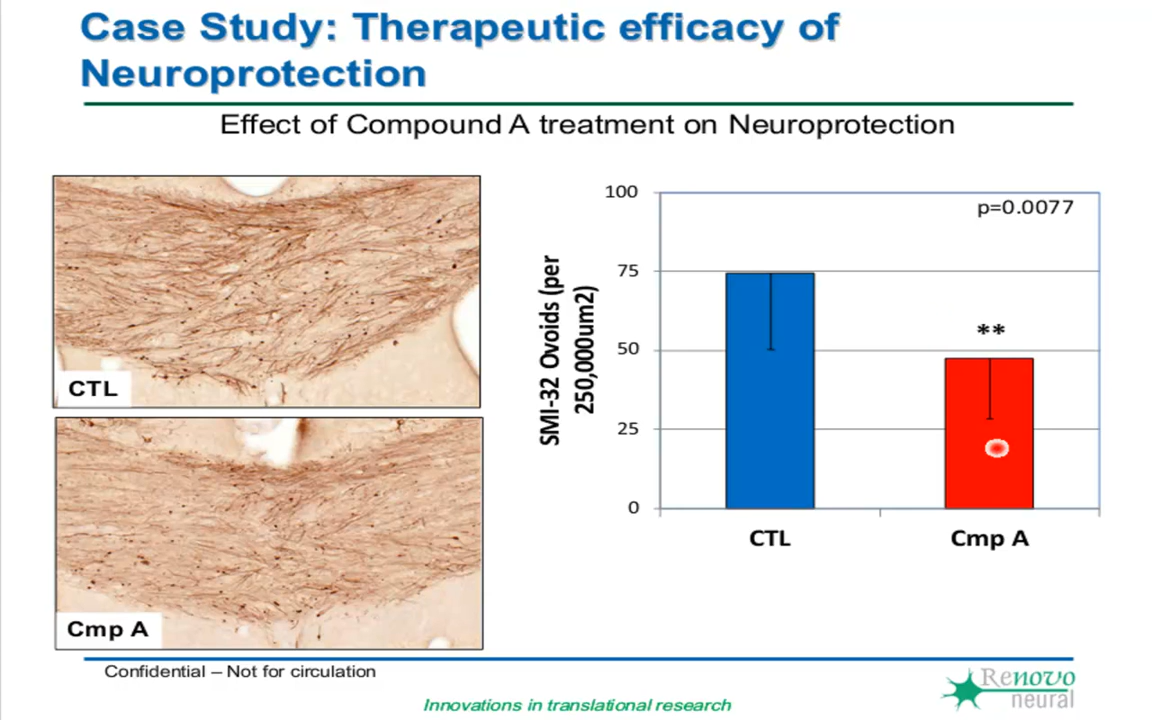 Case Study: Therapeutic efficacy of
Neuroprotection
Effect of Compound A treatment on Neuroprotection
CTL
Cmp A
SMI-32 Ovoids (per
250,000um2)
100
75
50
25
0
p=0.0077
**
CTL
Cmp A
Confidential – Not for circulation
Innovations in translational research
Renovo
neural